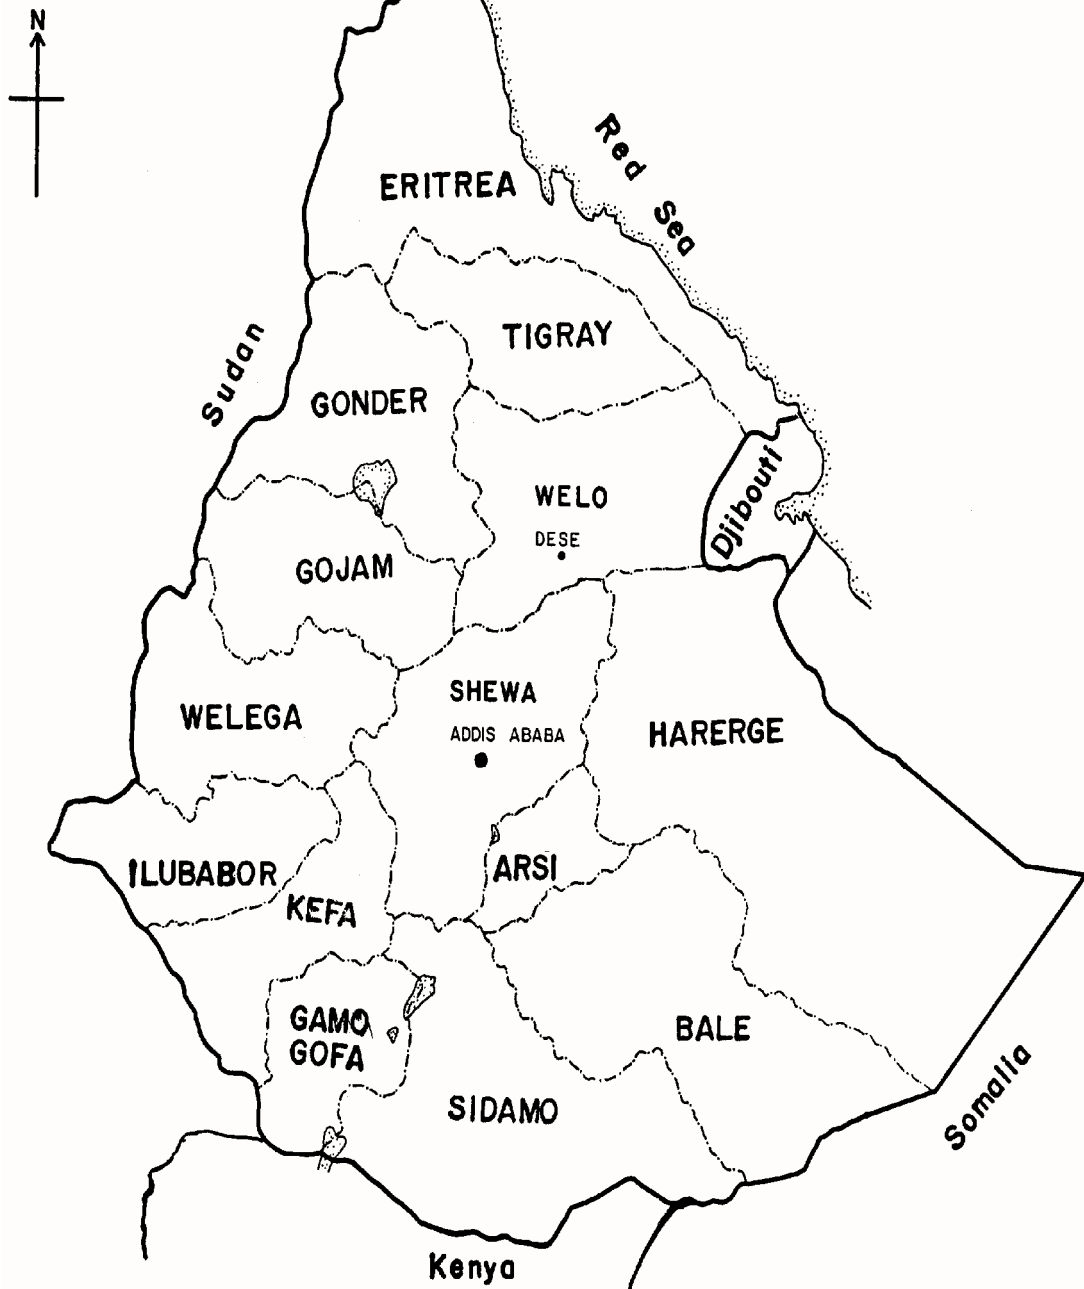 N
Red Sea
ERITREA
TIGRAY
Sudan
GONDER
Djibouti
WELO
DESE
GOJAM
SHEWA
WELEGA
ADDIS ABABA
HARERGE
ARSI
ILUBABOR
KEFA
GAMO
GOFA
BALE
SIDAMO
Somalia
Kenya